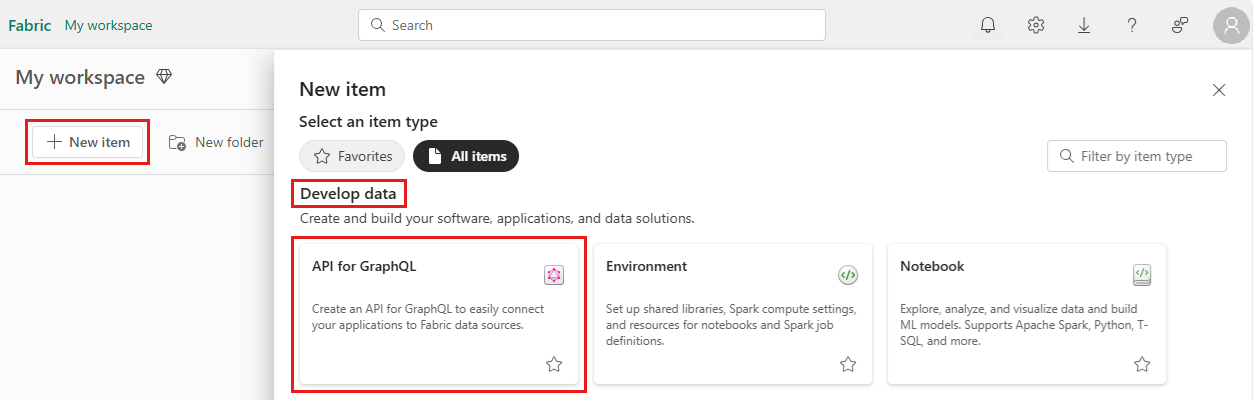 Fabric My workspace
Search
My workspace
New item
New folder
New item
Select an item type
Favorites
All items
Filter by item type
Develop data
Create and build your software, applications, and data solutions.
API for GraphQL
Create an API for GraphQL to easily connect
your applications to Fabric data sources.
Environment
Set up shared libraries, Spark compute settings,
and resources for notebooks and Spark job
definitions.
Notebook
Explore, analyze, and visualize data and build
ML models. Supports Apache Spark, Python, T-
SQL, and more.